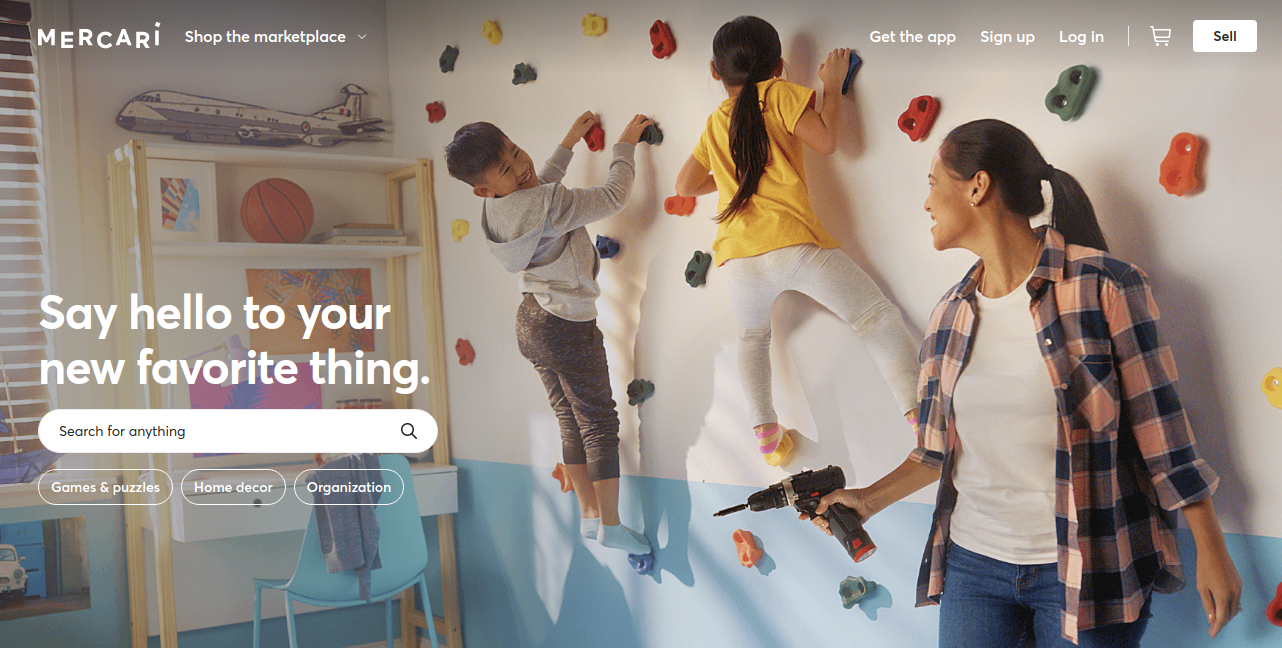 MERCARI
Shop the marketplace
Get the app
Sign up
Log in
Sell
Say hello to your
new favorite thing.
Search for anything
Games & puzzles
Home decor
Organization